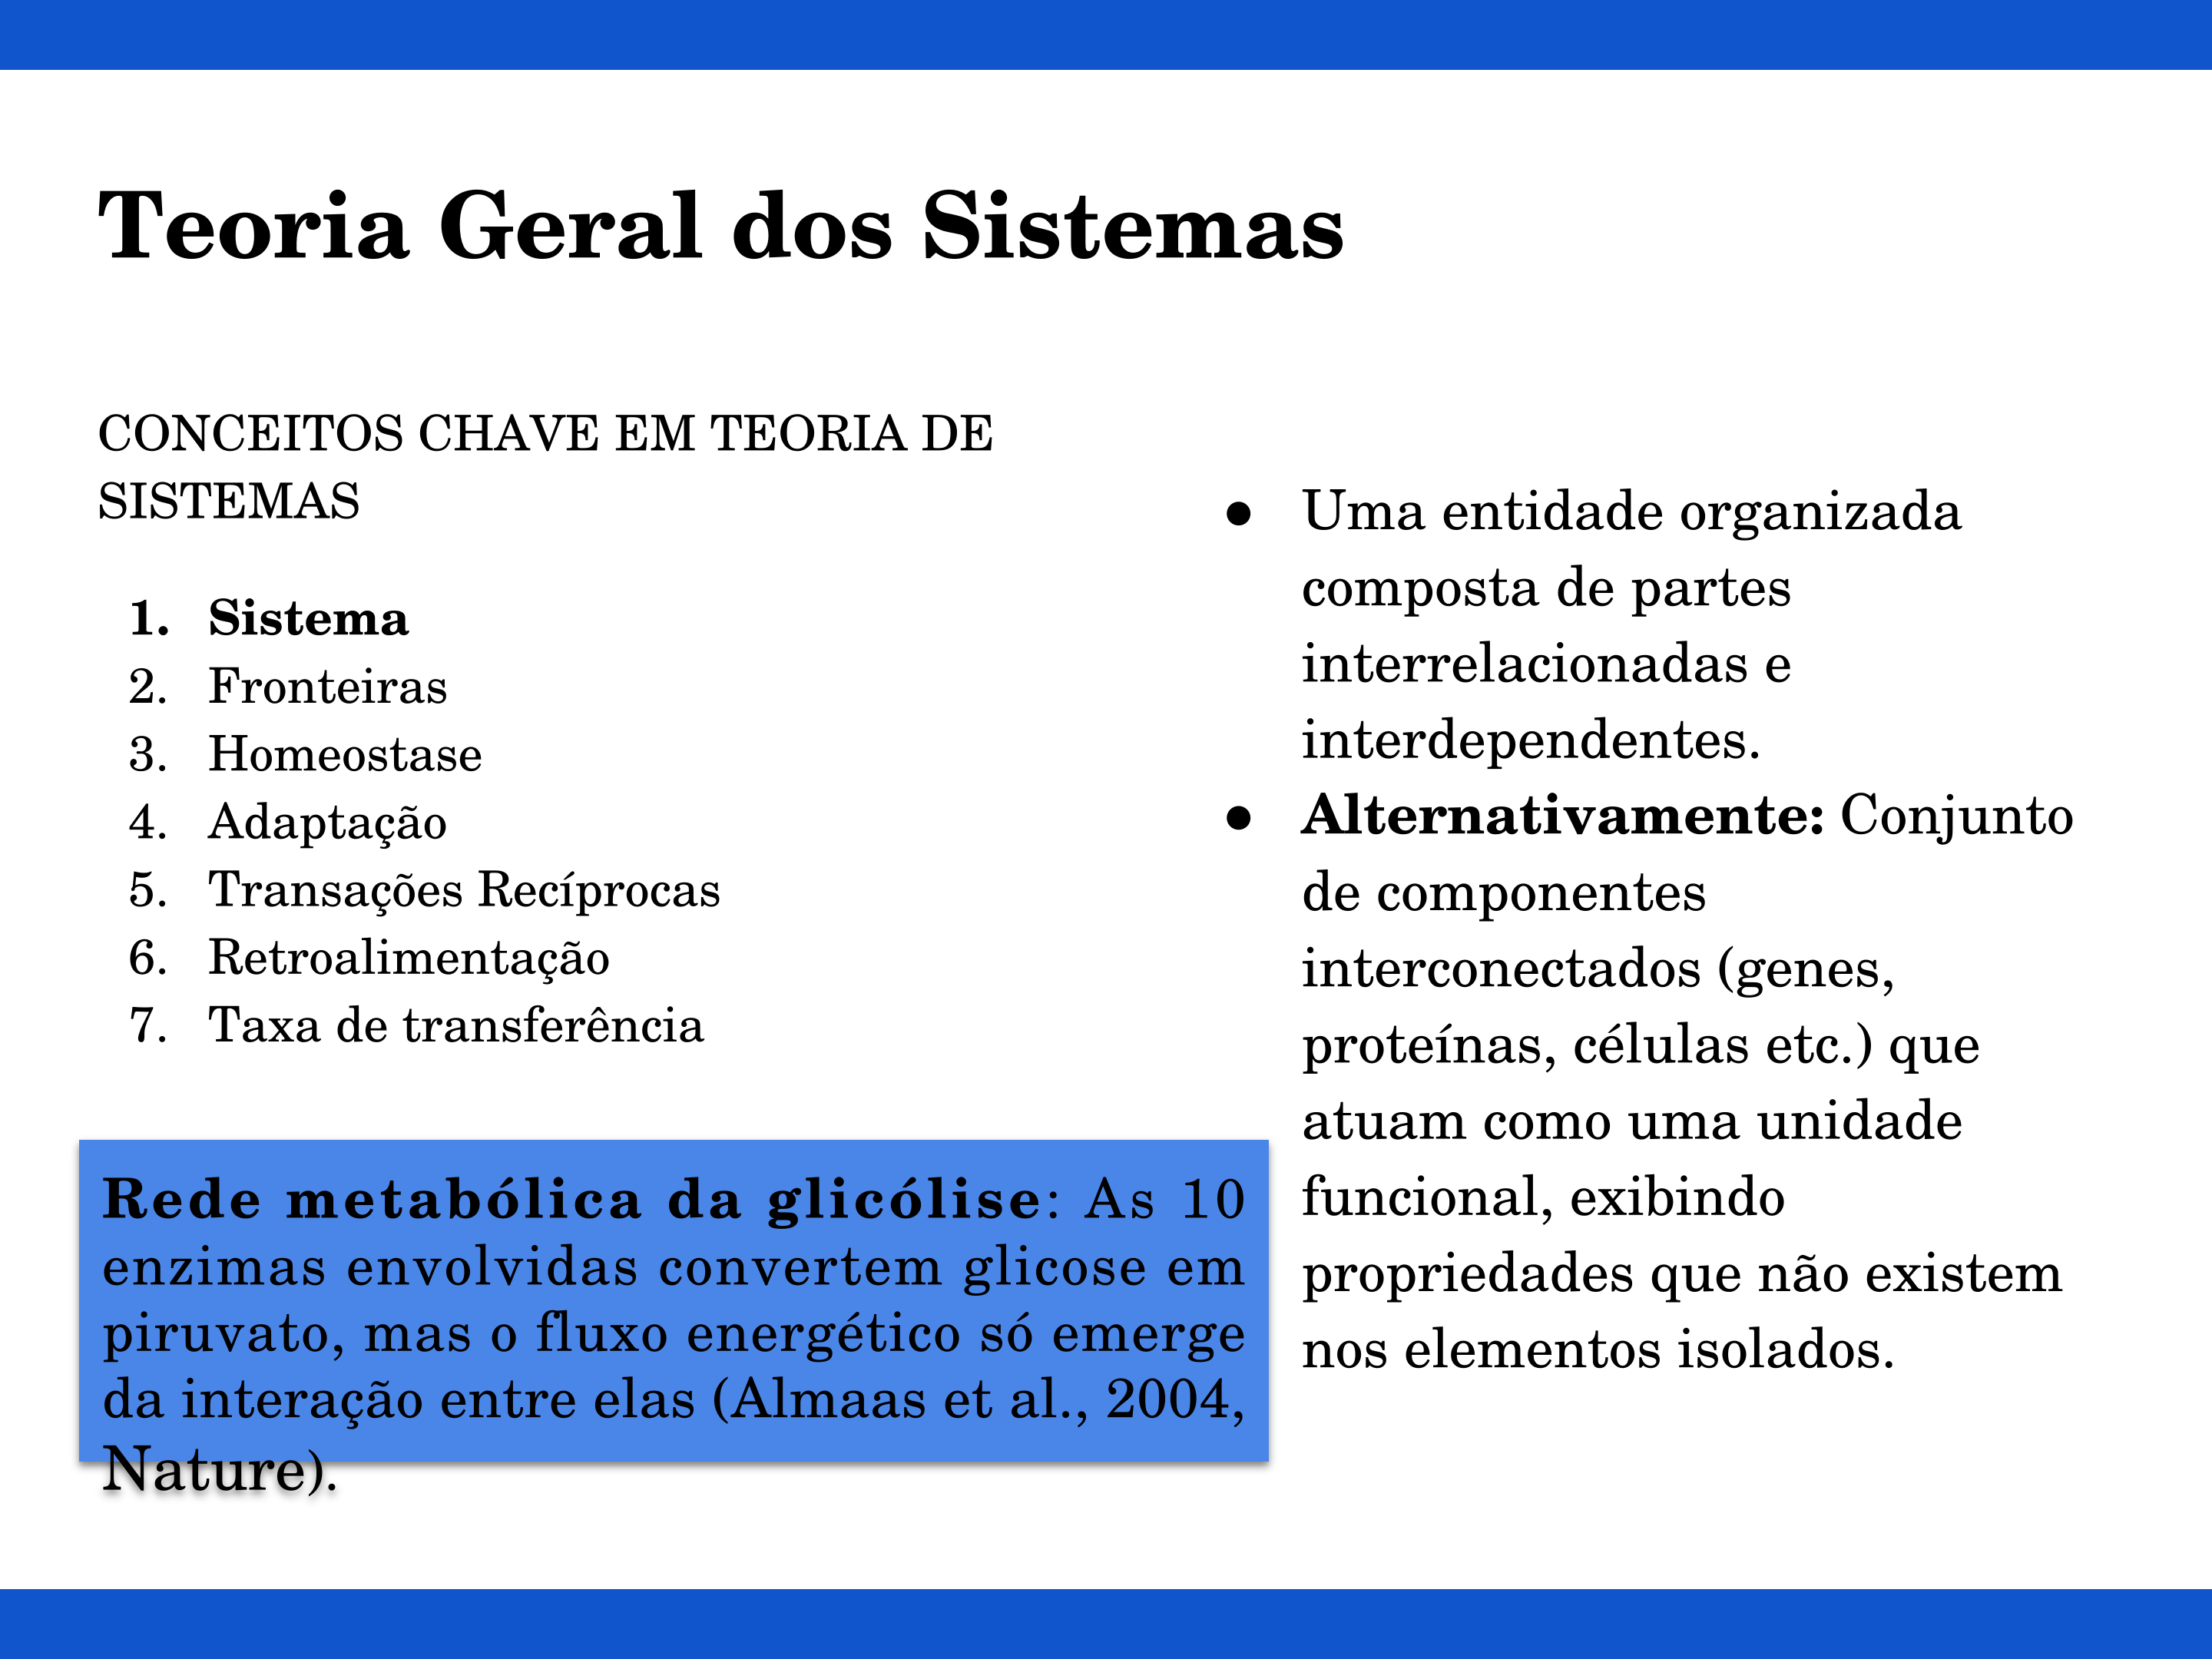 Teoria Geral dos Sistemas
CONCEITOS CHAVE EM TEORIA DE
SISTEMAS
1. Sistema
2. Fronteiras
3. Homeostase
4. Adaptação
5. Transações Recíprocas
6. Retroalimentação
7. Taxa de transferência
Rede metabólica da glicólise: As 10
enzimas envolvidas convertem glicose em
piruvato, mas o fluxo energético só emerge
da interação entre elas (Almaas et al., 2004,
Nature).
● Uma entidade organizada
composta de partes
interrelacionadas e
interdependentes.
● Alternativamente: Conjunto
de componentes
interconectados (genes,
proteínas, células etc.) que
atuam como uma unidade
funcional, exibindo
propriedades que não existem
nos elementos isolados.